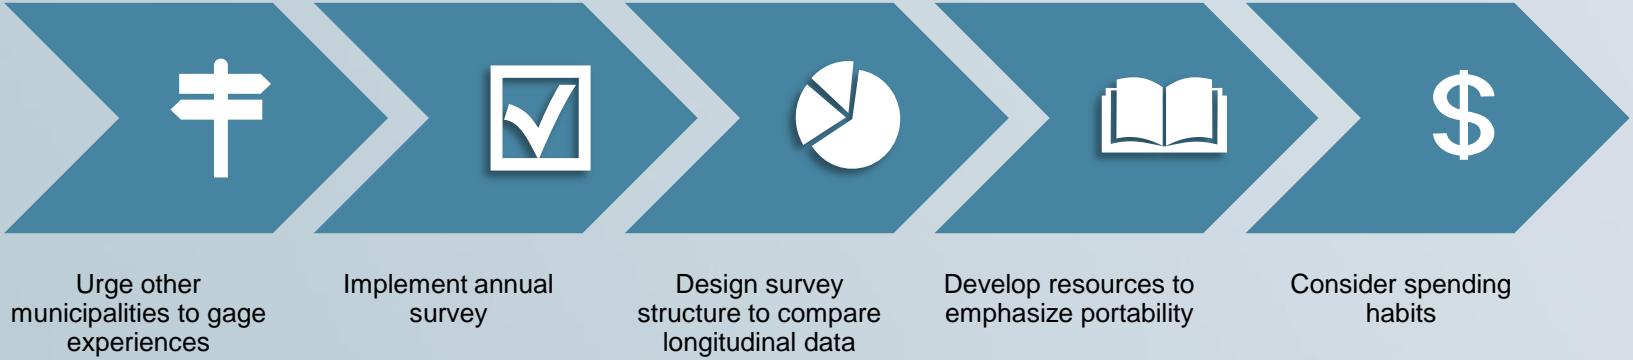 Urge other
municipalities to gage
experiences
Implement annual
survey
Design survey
structure to compare
longitudinal data
Develop resources to
emphasize portability
Consider spending
habits